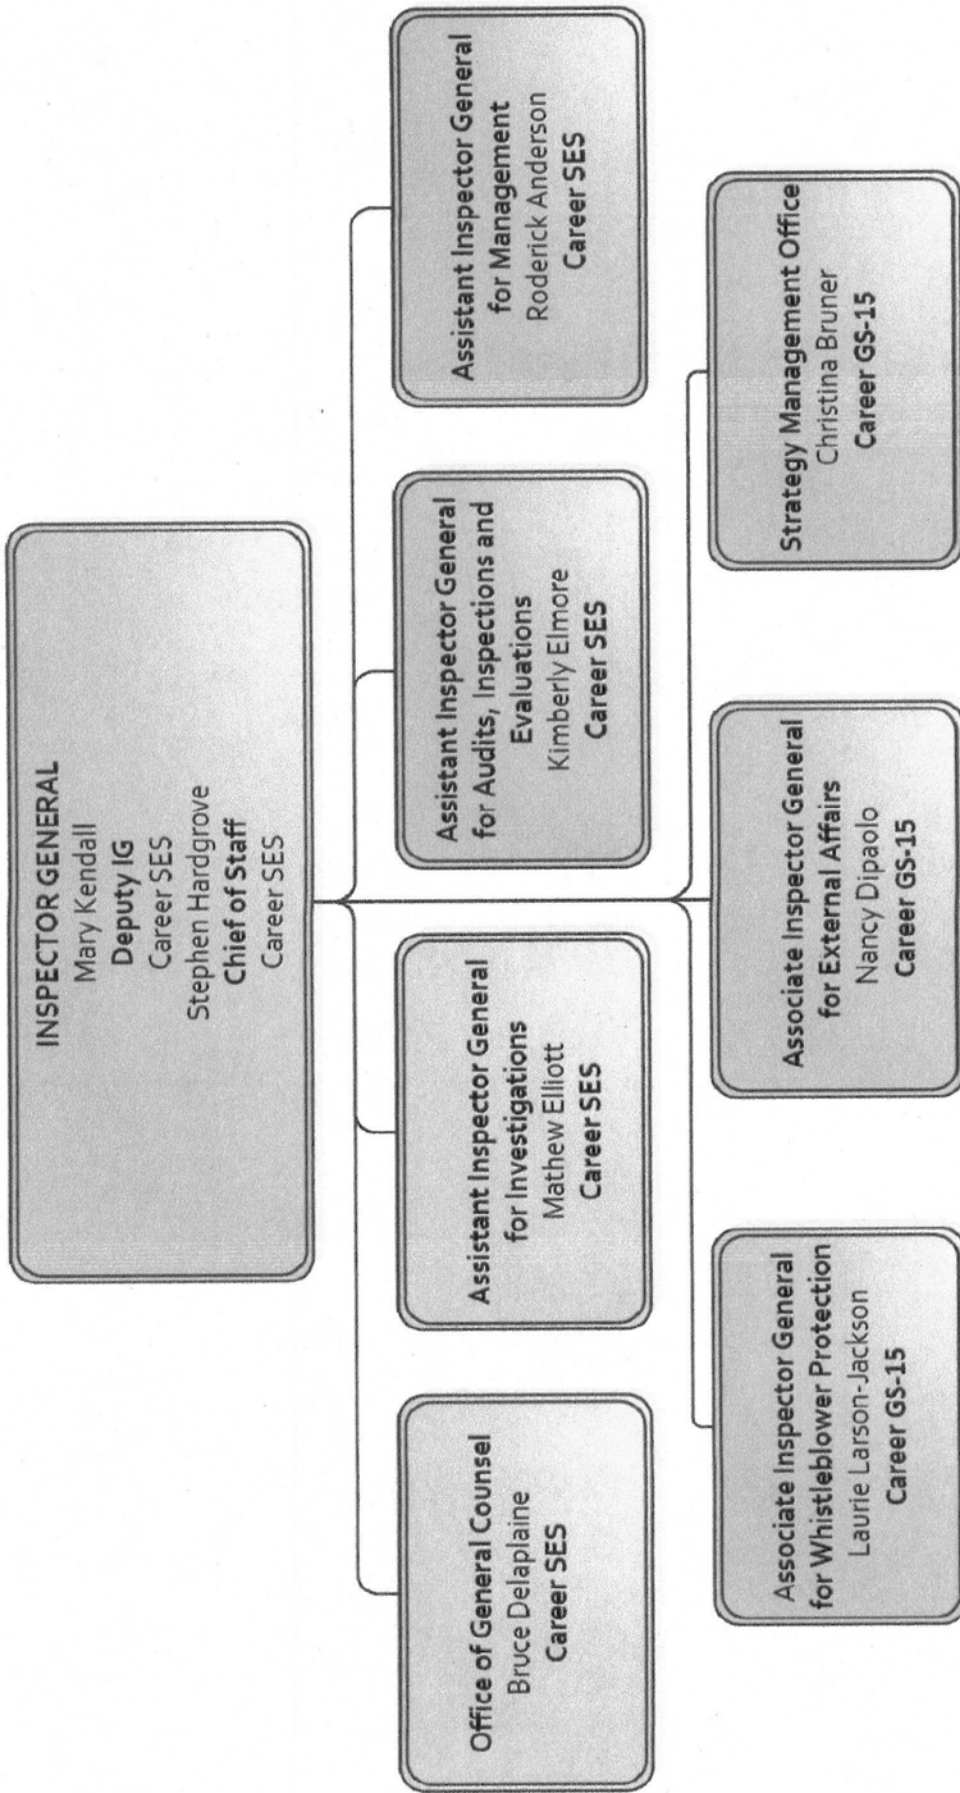 INSPECTOR GENERAL
Mary Kendall
Deputy IG
Career SES
Stephen Hardgrove
Chief of Staff
Career SES
Office of General Counsel
Bruce Delaplaine
Career SES
Assistant Inspector General
for Investigations
Mathew Elliott
Career SES
Assistant Inspector General
for Audits, Inspections and
Evaluations
Kimberly Elmore
Career SES
Assistant Inspector General
for Management
Roderick Anderson
Career SES
Associate Inspector General
for Whistleblower Protection
Laurie Larson-Jackson
Career GS-15
Associate Inspector General
for External Affairs
Nancy Dipaolo
Career GS-15
Strategy Management Office
Christina Bruner
Career GS-15